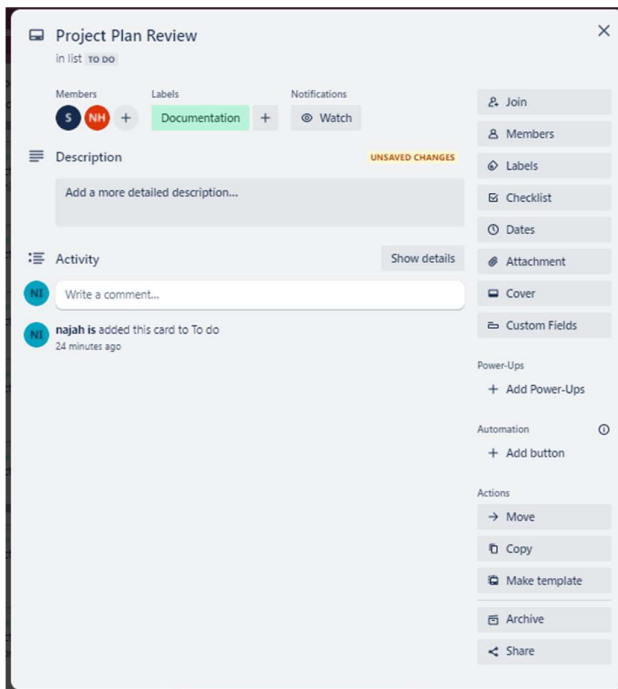 Project Plan Review
in list TO DO
Members
S NH +
Labels
Documentation +
Notifications
Watch
Description UNSAVED CHANGES
Add a more detailed description...
Activity Show details
NI Write a comment...
NI najah is added this card to To do
24 minutes ago
Join
Members
Labels
Checklist
Dates
Attachment
Cover
Custom Fields
Power-Ups
+ Add Power-Ups
Automation
+ Add button
Actions
→ Move
Copy
Make template
Archive
Share